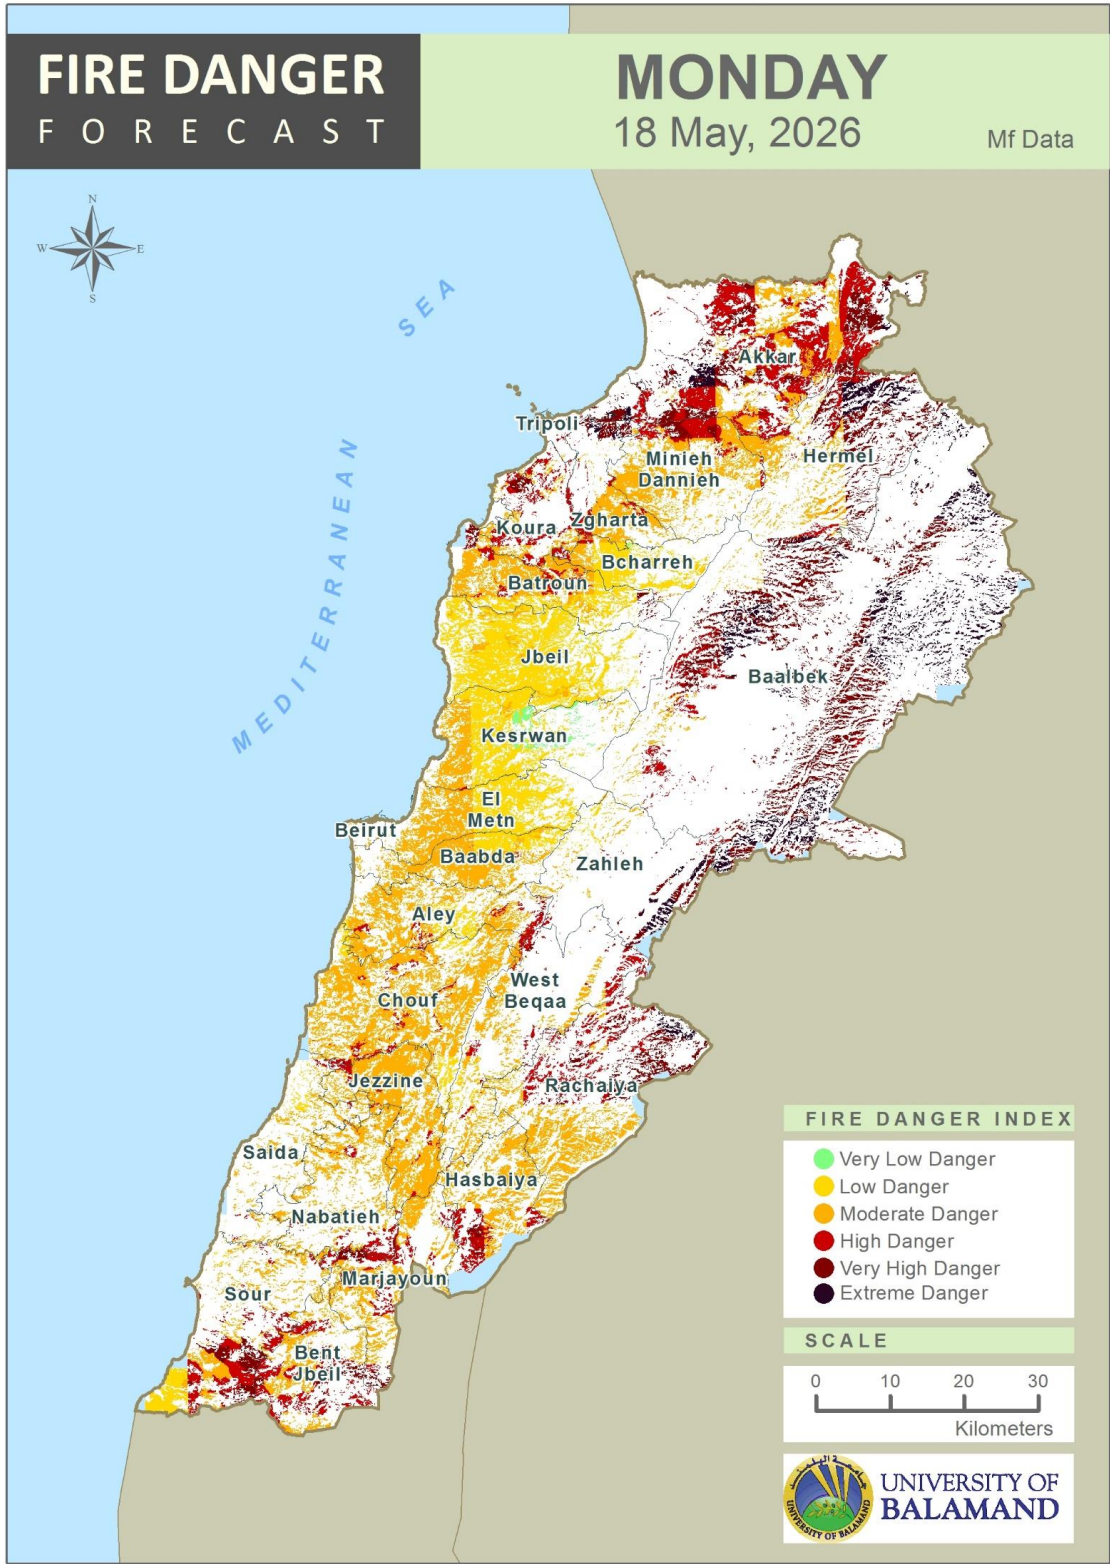 FIRE DANGER
FORECAST
MONDAY
18 May, 2026
Mf Data
N
W
E
S
MEDITERRANEAN SEA
Akkar
Tripoli
Minieh
Dannieh
Hermel
Koura
Zgharta
Bcharreh
Batroun
Jbeil
Baalbek
Kesrwan
El
Metn
Beirut
Baabda
Zahleh
Aley
West
Beqaa
Chouf
Jezzine
Rachaiya
Saida
Hasbaiya
Nabatieh
Marjayoun
Sour
Bent
Jbeil
FIRE DANGER INDEX
Very Low Danger
Low Danger
Moderate Danger
High Danger
Very High Danger
Extreme Danger
SCALE
0 10 20 30
Kilometers
UNIVERSITY OF BALAMAND
UNIVERSITY OF
BALAMAND